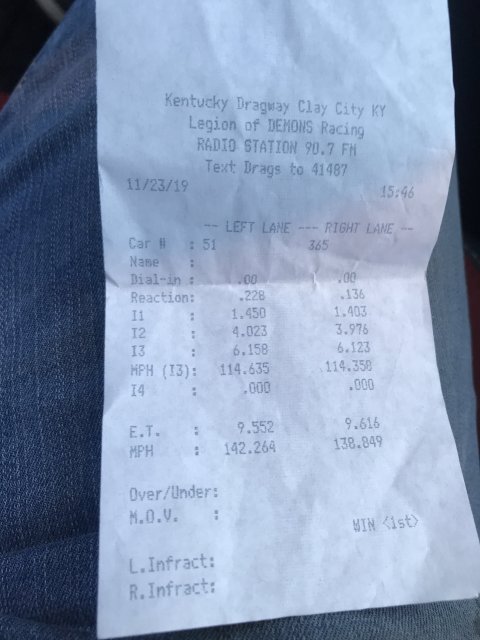 Kentucky Dragway Clay City KY
Legion of DEMONS Racing
RADIO STATION 90.7 FM
Text Drags to 41487
11/23/19 15:46
-- LEFT LANE --- RIGHT LANE --
Car # : 51 365
Name :
Dial-in : .00 .00
Reaction: .228 .136
I1 : 1.450 1.403
I2 : 4.023 3.976
I3 : 6.158 6.123
MPH (I3): 114.635 114.350
I4 : .000 .000
E.T. : 9.552 9.616
MPH : 142.264 138.849
Over/Under:
M.O.V. : WIN <1st>
L.Infract:
R.Infract: